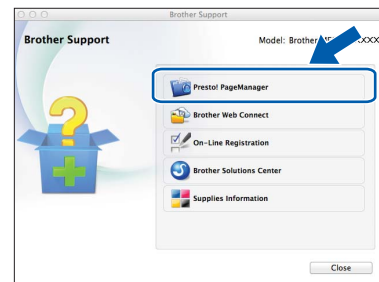 Brother Support
Brother Support
Model: Brother
XXX
Presto! PageManager
Brother Web Connect
On-Line Registration
Brother Solutions Center
Supplies Information
Close